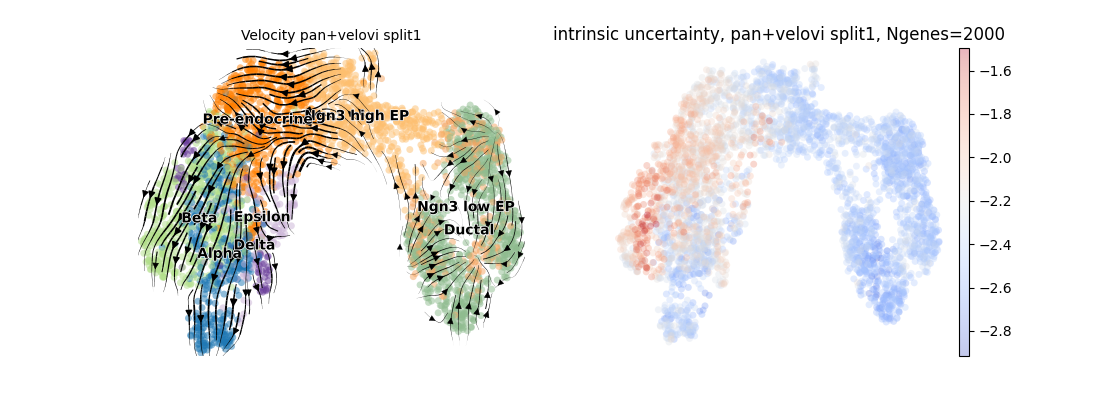 Velocity pan+velovi split1
Pre-endocrine
Ngn3 high EP
Ngn3 low EP
Ductal
Beta
Epsilon
Delta
Alpha
intrinsic uncertainty, pan+velovi split1, Ngenes=2000
−1.6
−1.8
−2.0
−2.2
−2.4
−2.6
−2.8